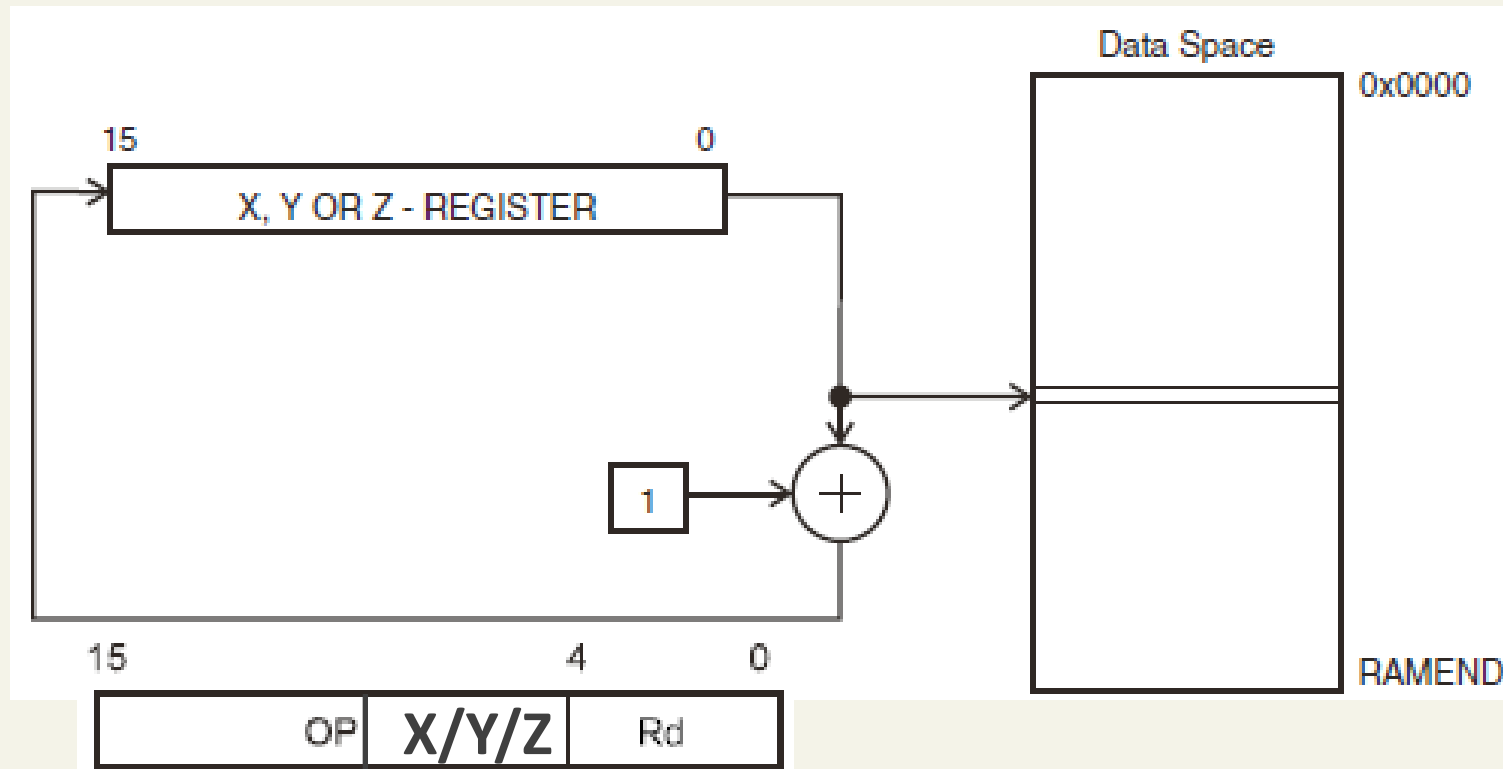 Data Space
0x0000
15 0
X, Y OR Z - REGISTER
1
+
15 4 0
RAMEND
OP X/Y/Z Rd